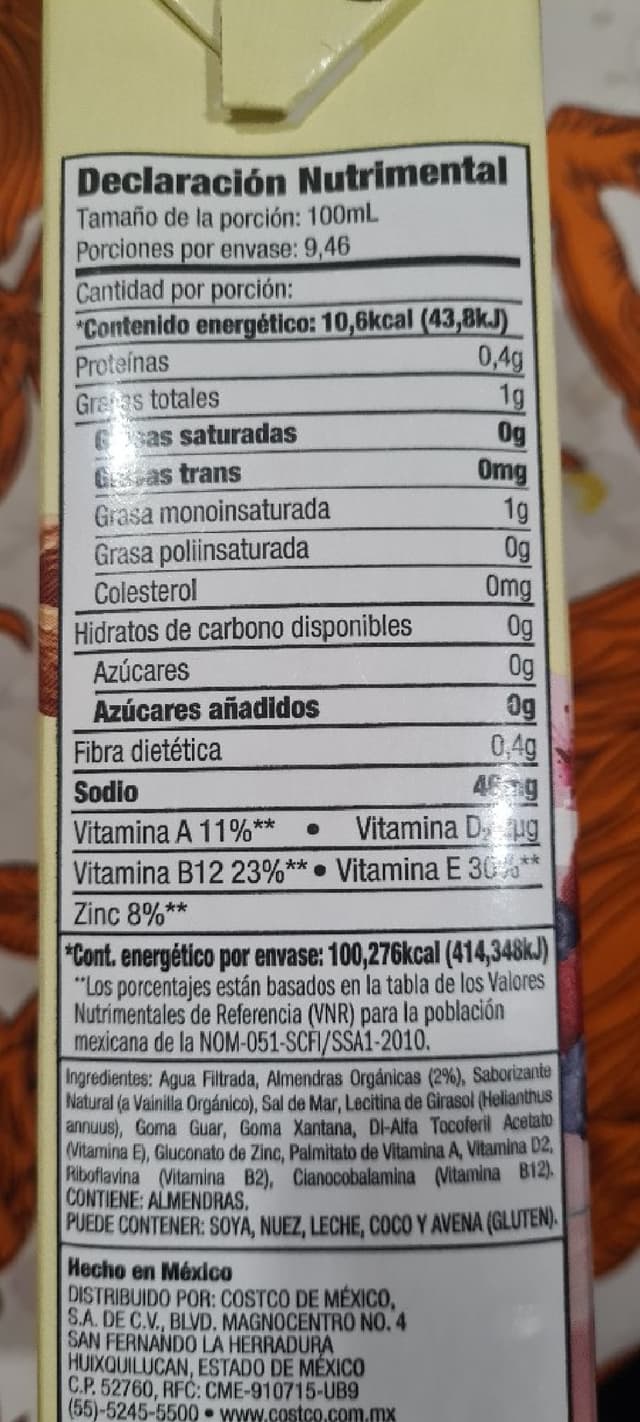 Declaración Nutrimental
Tamaño de la porción: 100mL
Porciones por envase: 9,46
Cantidad por porción:
*Contenido energético: 10,6kcal (43,8kJ)
Proteínas 0,4g
Grasas totales 1g
Grasas saturadas 0g
Grasas trans 0mg
Grasa monoinsaturada 1g
Grasa poliinsaturada 0g
Colesterol 0mg
Hidratos de carbono disponibles 0g
Azúcares 0g
Azúcares añadidos 0g
Fibra dietética 0,4g
Sodio
Vitamina A 11%** • Vitamina
Vitamina B12 23%** • Vitamina E 30%**
Zinc 8%**
*Cont. energético por envase: 100,276kcal (414,348kJ)
**Los porcentajes están basados en la tabla de los Valores
Nutrimentales de Referencia (VNR) para la población
mexicana de la NOM-051-SCFI/SSA1-2010.
Ingredientes: Agua Filtrada, Almendras Orgánicas (2%), Saborizante
Natural (a Vainilla Orgánico), Sal de Mar, Lecitina de Girasol (Helianthus
annuus), Goma Guar, Goma Xantana, Dl-Alfa Tocoferil Acetato
(Vitamina E), Gluconato de Zinc, Palmitato de Vitamina A, Vitamina D2,
Riboflavina (Vitamina B2), Cianocobalamina (Vitamina B12).
CONTIENE: ALMENDRAS.
PUEDE CONTENER: SOYA, NUEZ, LECHE, COCO Y AVENA (GLUTEN).
Hecho en México
DISTRIBUIDO POR: COSTCO DE MÉXICO,
S.A. DE C.V., BLVD. MAGNOCENTRO NO. 4
SAN FERNANDO LA HERRADURA
HUIXQUILUCAN, ESTADO DE MÉXICO
C.P. 52760, RFC: CME-910715-UB9
(55)-5245-5500 • www.costco.com.mx